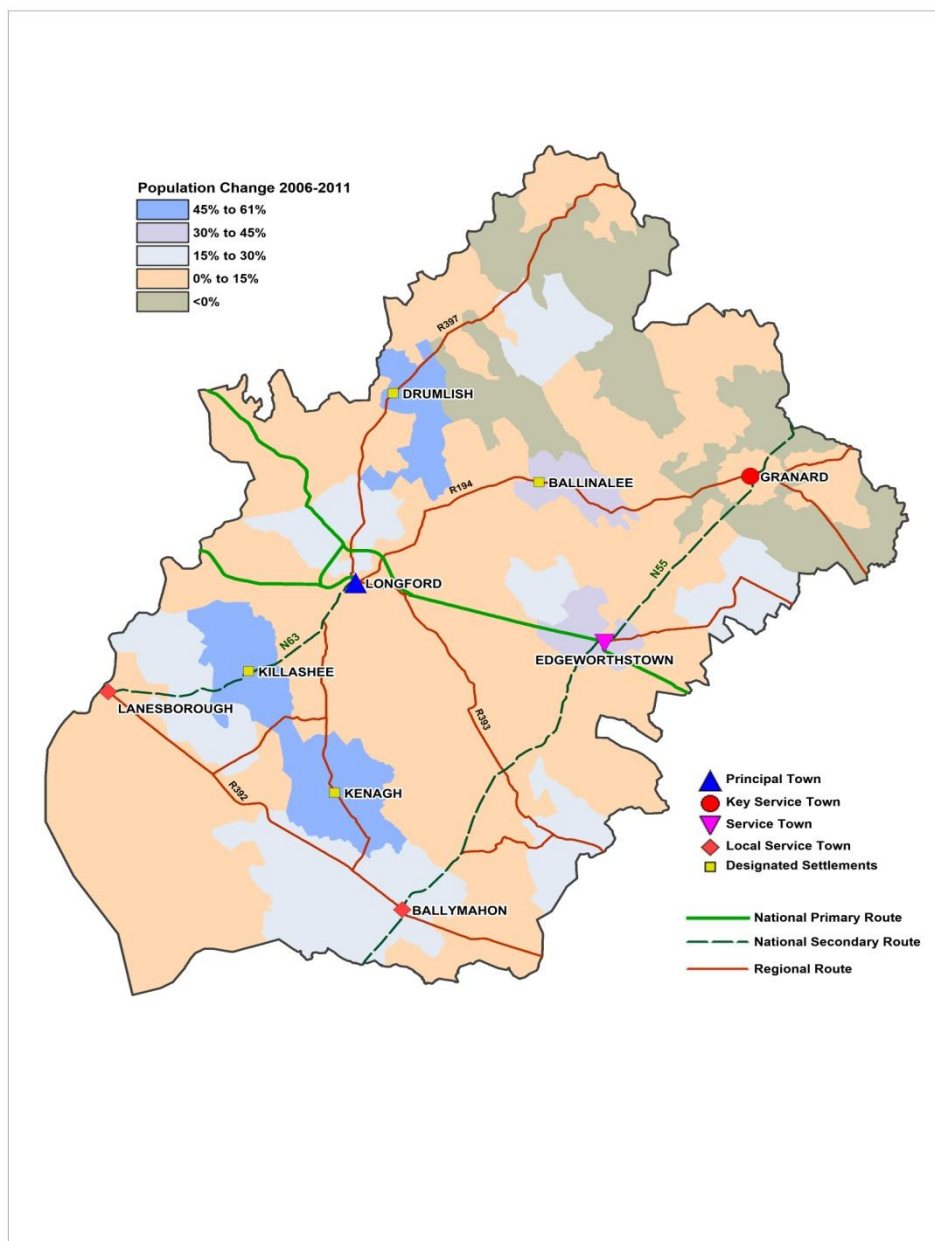 Population Change 2006-2011
45% to 61%
30% to 45%
15% to 30%
0% to 15%
<0%
R397
DRUMLISH
R194
BALLINALEE
GRANARD
N55
LONGFORD
N63
EDGEWORTHSTOWN
KILLASHEE
LANESBOROUGH
R393
R392
KENAGH
BALLYMAHON
Principal Town
Key Service Town
Service Town
Local Service Town
Designated Settlements
National Primary Route
National Secondary Route
Regional Route